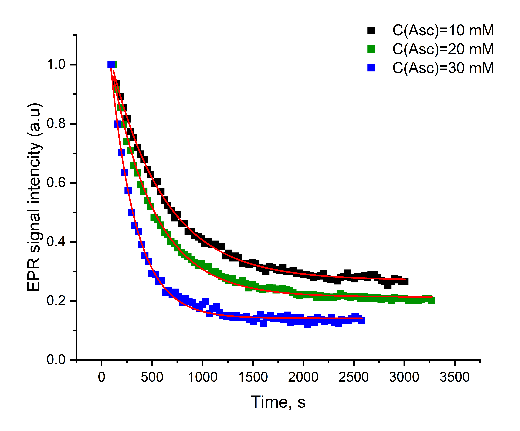 C(Asc)=10 mM
C(Asc)=20 mM
C(Asc)=30 mM
EPR signal intencity (a.u)
1.0
0.8
0.6
0.4
0.2
0.0
0 500 1000 1500 2000 2500 3000 3500
Time, s